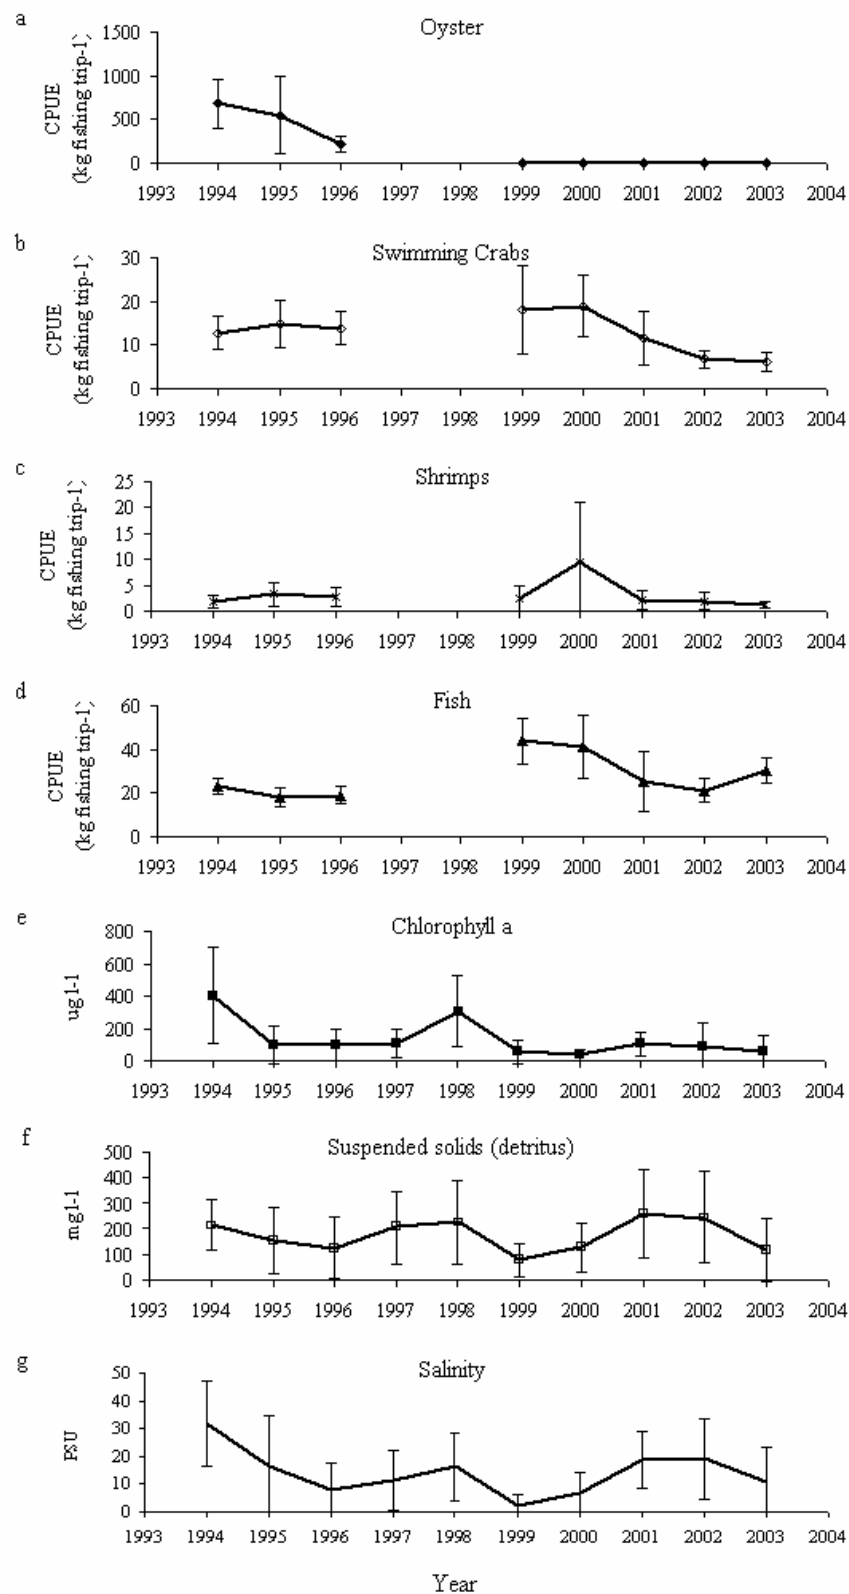 a
Oyster
CPUE
(kg fishing trip-1)
1500
1000
500
0
1993 1994 1995 1996 1997 1998 1999 2000 2001 2002 2003 2004
b
Swimming Crabs
CPUE
(kg fishing trip-1)
30
20
10
0
1993 1994 1995 1996 1997 1998 1999 2000 2001 2002 2003 2004
c
Shrimps
CPUE
(kg fishing trip-1)
25
20
15
10
5
0
1993 1994 1995 1996 1997 1998 1999 2000 2001 2002 2003 2004
d
Fish
CPUE
(kg fishing trip-1)
60
40
20
0
1993 1994 1995 1996 1997 1998 1999 2000 2001 2002 2003 2004
e
Chlorophyll a
ug l-1
800
600
400
200
0
1993 1994 1995 1996 1997 1998 1999 2000 2001 2002 2003 2004
f
Suspended solids (detritus)
mg l-1
500
400
300
200
100
0
1993 1994 1995 1996 1997 1998 1999 2000 2001 2002 2003 2004
g
Salinity
PSU
50
40
30
20
10
0
1993 1994 1995 1996 1997 1998 1999 2000 2001 2002 2003 2004
Year